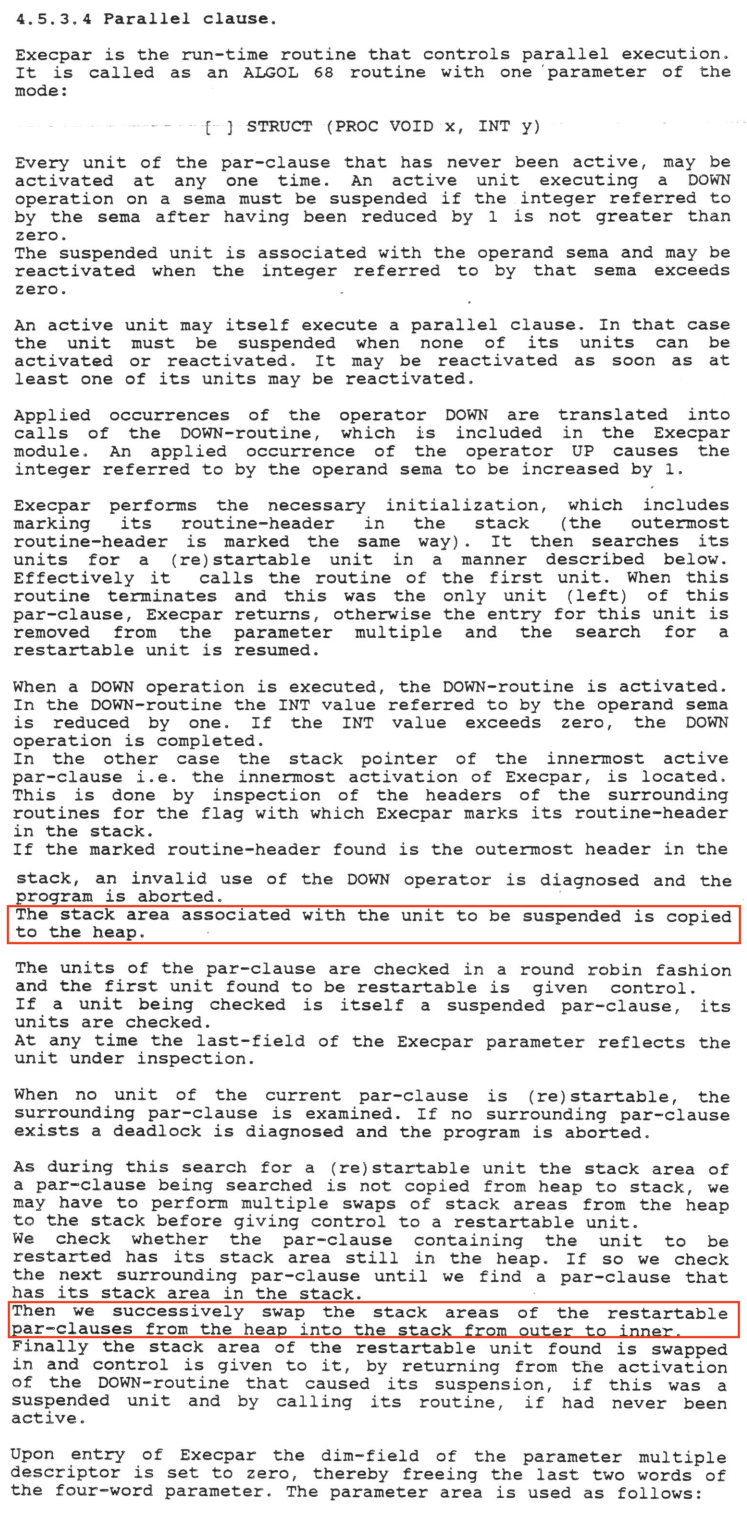 4.5.3.4 Parallel clause.
Execpar is the run-time routine that controls parallel execution.
It is called as an ALGOL 68 routine with one parameter of the
mode:
[ ] STRUCT (PROC VOID x, INT y)
Every unit of the par-clause that has never been active, may be
activated at any one time. An active unit executing a DOWN
operation on a sema must be suspended if the integer referred to
by the sema after having been reduced by 1 is not greater than
zero.
The suspended unit is associated with the operand sema and may be
reactivated when the integer referred to by that sema exceeds
zero.
An active unit may itself execute a parallel clause. In that case
the unit must be suspended when none of its units can be
activated or reactivated. It may be reactivated as soon as at
least one of its units may be reactivated.
Applied occurrences of the operator DOWN are translated into
calls of the DOWN-routine, which is included in the Execpar
module. An applied occurrence of the operator UP causes the
integer referred to by the operand sema to be increased by 1.
Execpar performs the necessary initialization, which includes
marking its routine-header in the stack (the outermost
routine-header is marked the same way). It then searches its
units for a (re)startable unit in a manner described below.
Effectively it calls the routine of the first unit. When this
routine terminates and this was the only unit (left) of this
par-clause, Execpar returns, otherwise the entry for this unit is
removed from the parameter multiple and the search for a
restartable unit is resumed.
When a DOWN operation is executed, the DOWN-routine is activated.
In the DOWN-routine the INT value referred to by the operand sema
is reduced by one. If the INT value exceeds zero, the DOWN
operation is completed.
In the other case the stack pointer of the innermost active
par-clause i.e. the innermost activation of Execpar, is located.
This is done by inspection of the headers of the surrounding
routines for the flag with which Execpar marks its routine-header
in the stack.
If the marked routine-header found is the outermost header in the
stack, an invalid use of the DOWN operator is diagnosed and the
program is aborted.
The stack area associated with the unit to be suspended is copied
to the heap.
The units of the par-clause are checked in a round robin fashion
and the first unit found to be restartable is given control.
If a unit being checked is itself a suspended par-clause, its
units are checked.
At any time the last-field of the Execpar parameter reflects the
unit under inspection.
When no unit of the current par-clause is (re)startable, the
surrounding par-clause is examined. If no surrounding par-clause
exists a deadlock is diagnosed and the program is aborted.
As during this search for a (re)startable unit the stack area of
a par-clause being searched is not copied from heap to stack, we
may have to perform multiple swaps of stack areas from the heap
to the stack before giving control to a restartable unit.
We check whether the par-clause containing the unit to be
restarted has its stack area still in the heap. If so we check
the next surrounding par-clause until we find a par-clause that
has its stack area in the stack.
Then we successively swap the stack areas of the restartable
par-clauses from the heap into the stack from outer to inner.
Finally the stack area of the restartable unit found is swapped
in and control is given to it, by returning from the activation
of the DOWN-routine that caused its suspension, if this was a
suspended unit and by calling its routine, if had never been
active.
Upon entry of Execpar the dim-field of the parameter multiple
descriptor is set to zero, thereby freeing the last two words of
the four-word parameter. The parameter area is used as follows: